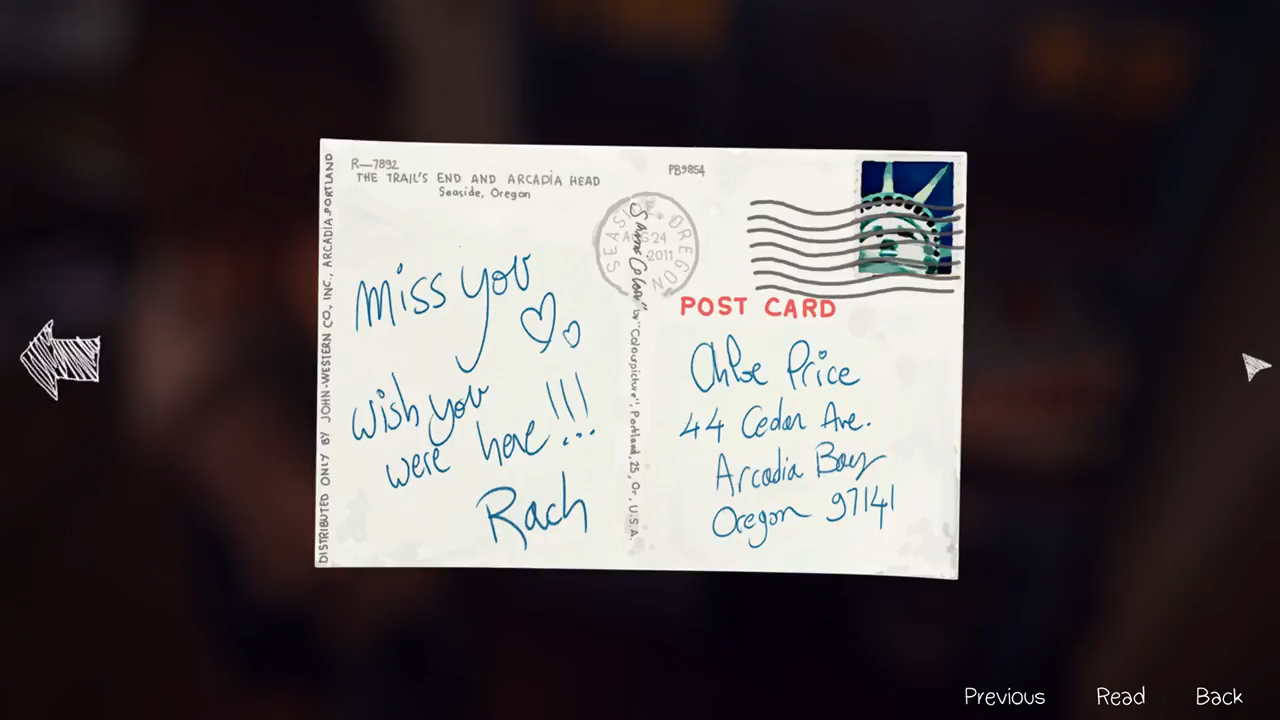 R—7892
THE TRAIL'S END AND ARCADIA HEAD
Seaside, Oregon
PB9854
DISTRIBUTED ONLY BY JOHN-WESTERN CO., INC., ARCADIA-PORTLAND
SEASIDE, OREGON
AUG 24
2011
by "Colourpicture", Portland, 25, Or., U.S.A.
POST CARD
Miss you
wish you
were here!!!
Rach
Chloe Price
44 Cedar Ave.
Arcadia Bay
Oregon 97141
Previous
Read
Back